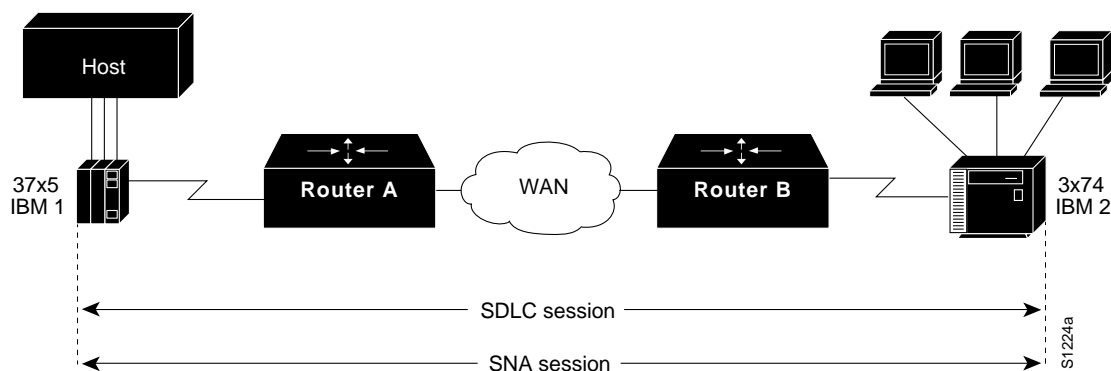 Host
37x5
IBM 1
Router A
WAN
Router B
3x74
IBM 2
SDLC session
SNA session
S1224a